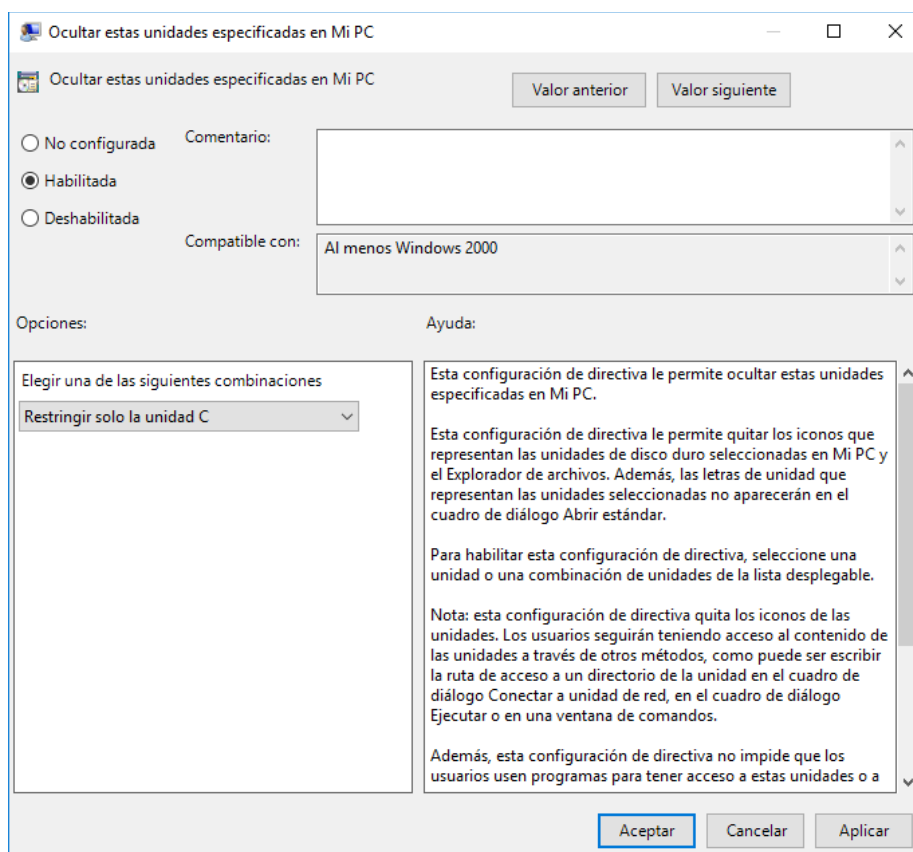 Ocultar estas unidades especificadas en Mi PC
Ocultar estas unidades especificadas en Mi PC
Valor anterior
Valor siguiente
No configurada
Habilitada
Deshabilitada
Comentario:
Compatible con:
Al menos Windows 2000
Opciones:
Ayuda:
Elegir una de las siguientes combinaciones
Restringir solo la unidad C
Esta configuración de directiva le permite ocultar estas unidades
especificadas en Mi PC.
Esta configuración de directiva le permite quitar los iconos que
representan las unidades de disco duro seleccionadas en Mi PC y
el Explorador de archivos. Además, las letras de unidad que
representan las unidades seleccionadas no aparecerán en el
cuadro de diálogo Abrir estándar.
Para habilitar esta configuración de directiva, seleccione una
unidad o una combinación de unidades de la lista desplegable.
Nota: esta configuración de directiva quita los iconos de las
unidades. Los usuarios seguirán teniendo acceso al contenido de
las unidades a través de otros métodos, como puede ser escribir
la ruta de acceso a un directorio de la unidad en el cuadro de
diálogo Conectar a unidad de red, en el cuadro de diálogo
Ejecutar o en una ventana de comandos.
Además, esta configuración de directiva no impide que los
usuarios usen programas para tener acceso a estas unidades o a
Aceptar
Cancelar
Aplicar